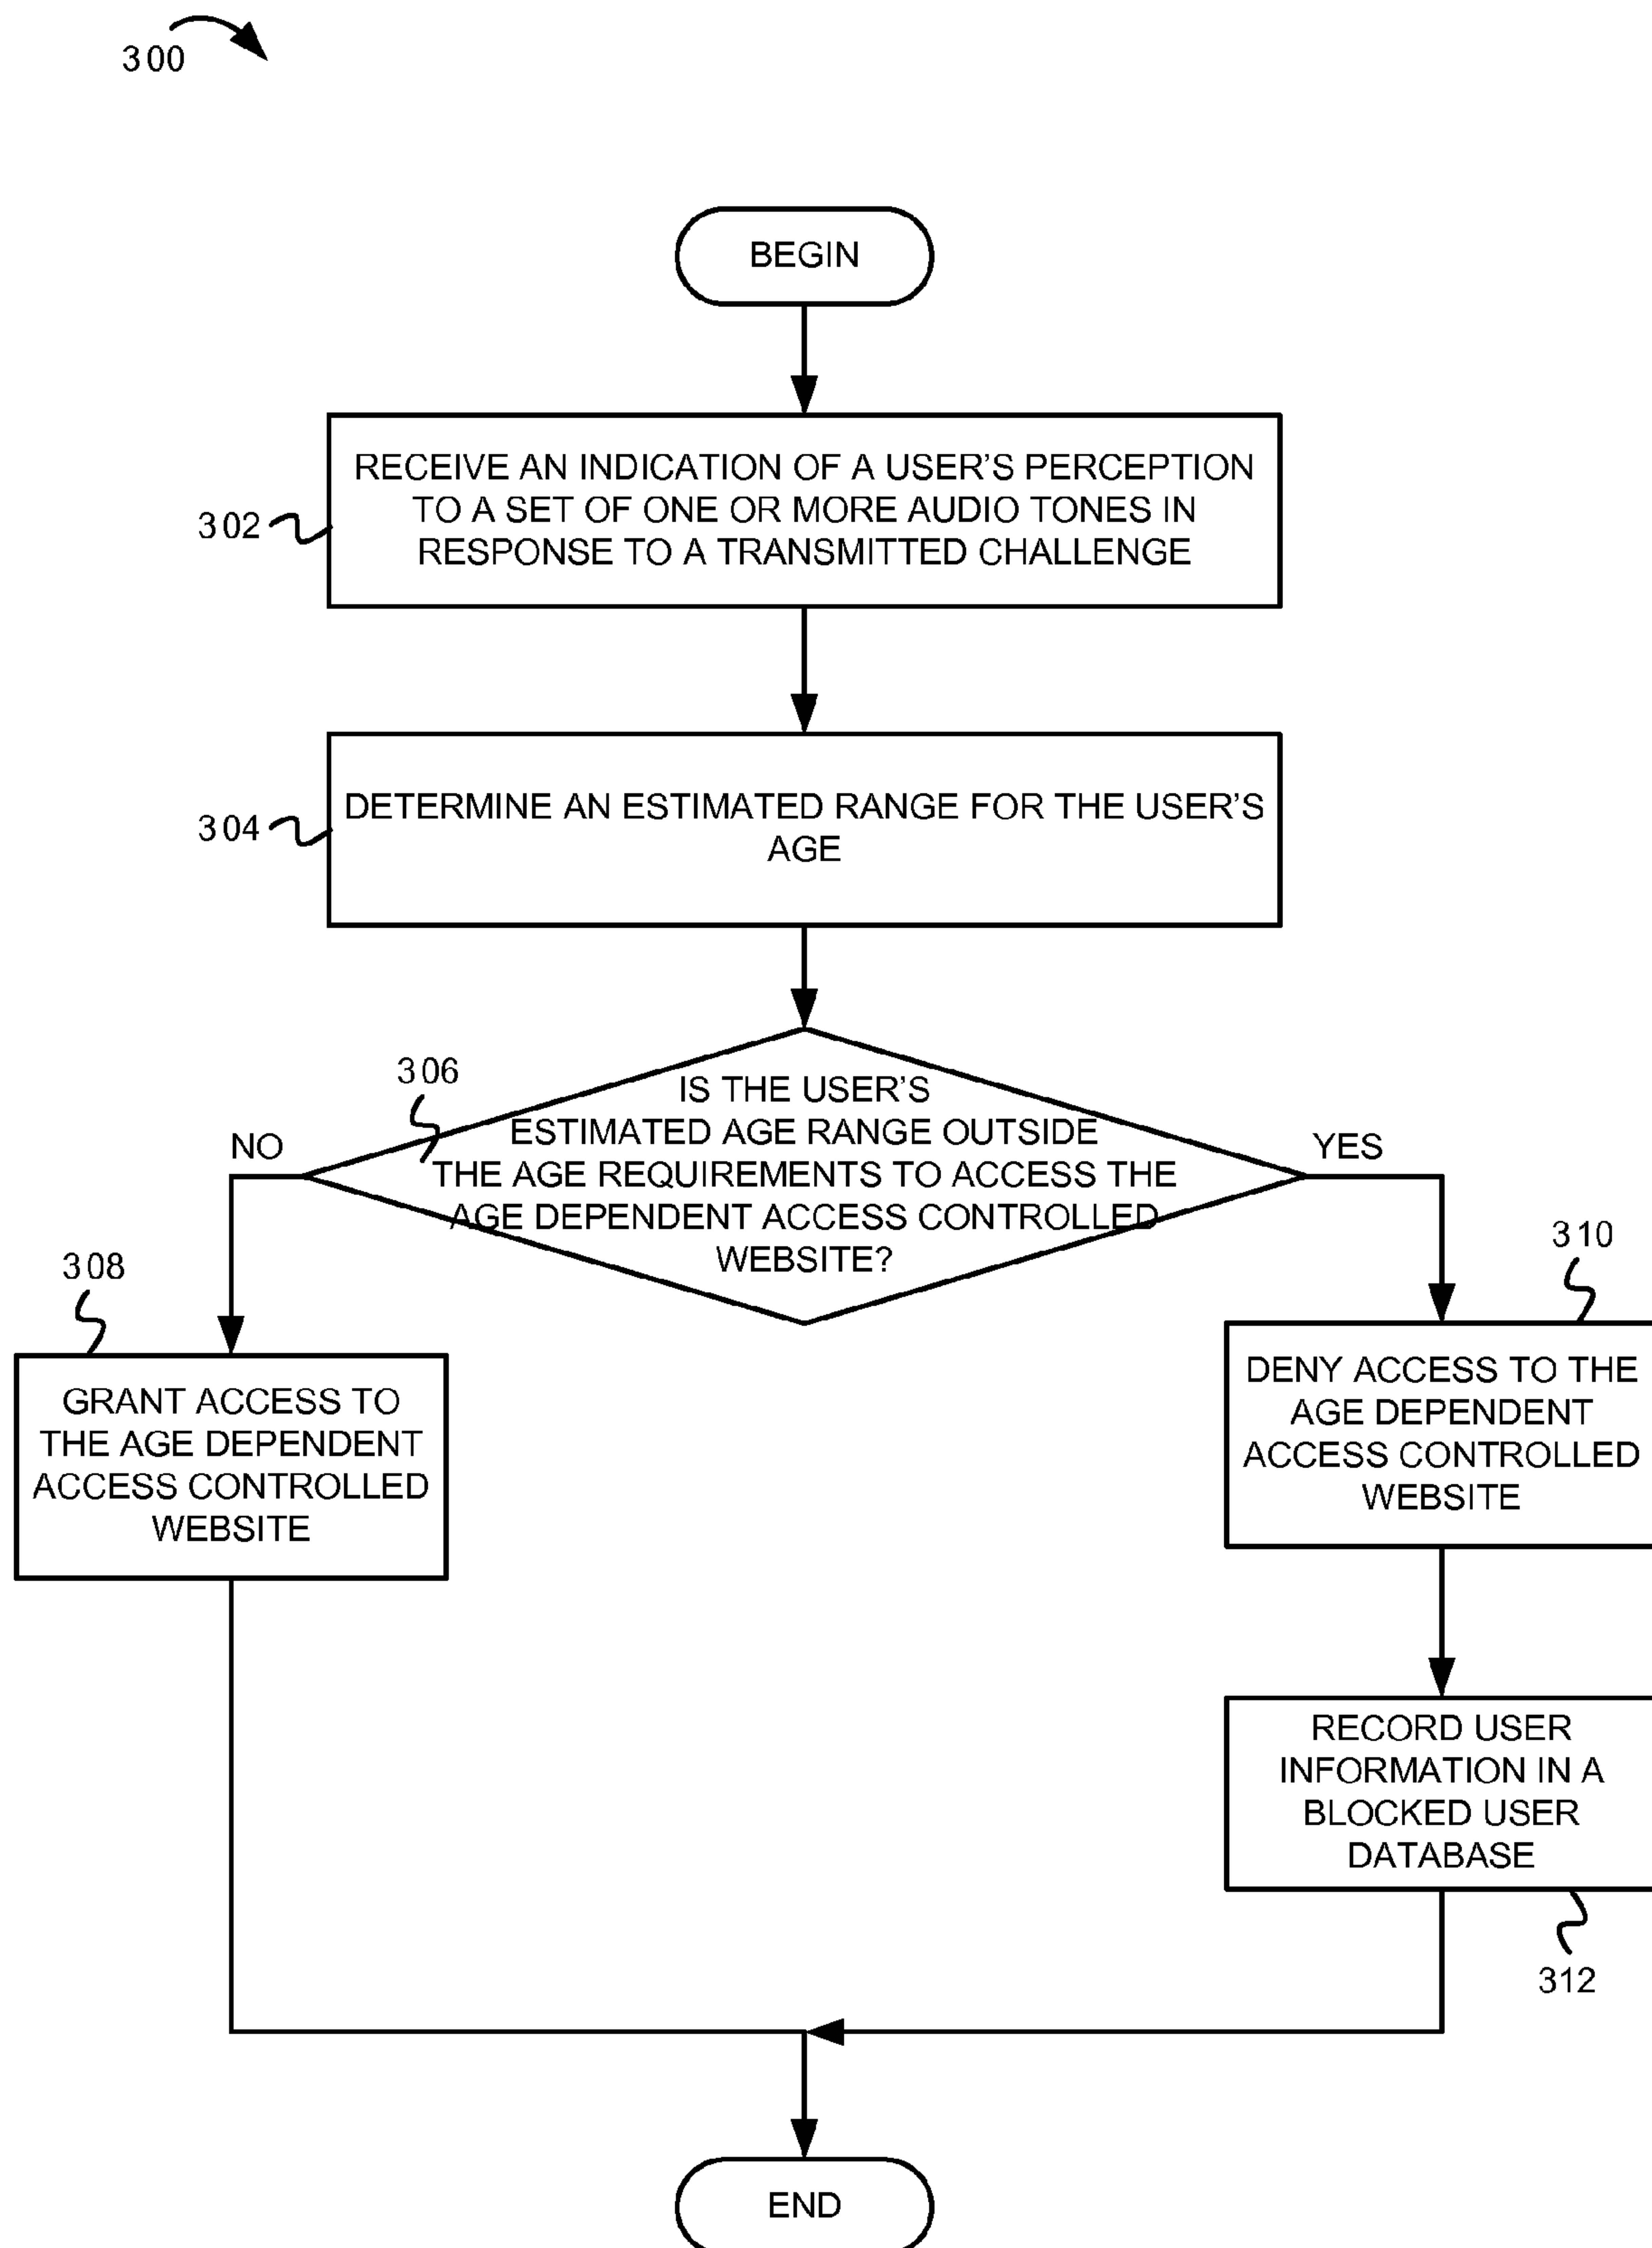 300
BEGIN
302
RECEIVE AN INDICATION OF A USER'S PERCEPTION
TO A SET OF ONE OR MORE AUDIO TONES IN
RESPONSE TO A TRANSMITTED CHALLENGE
304
DETERMINE AN ESTIMATED RANGE FOR THE USER'S
AGE
306
IS THE USER'S
ESTIMATED AGE RANGE OUTSIDE
THE AGE REQUIREMENTS TO ACCESS THE
AGE DEPENDENT ACCESS CONTROLLED
WEBSITE?
NO
YES
308
GRANT ACCESS TO
THE AGE DEPENDENT
ACCESS CONTROLLED
WEBSITE
310
DENY ACCESS TO THE
AGE DEPENDENT
ACCESS CONTROLLED
WEBSITE
RECORD USER
INFORMATION IN A
BLOCKED USER
DATABASE
312
END